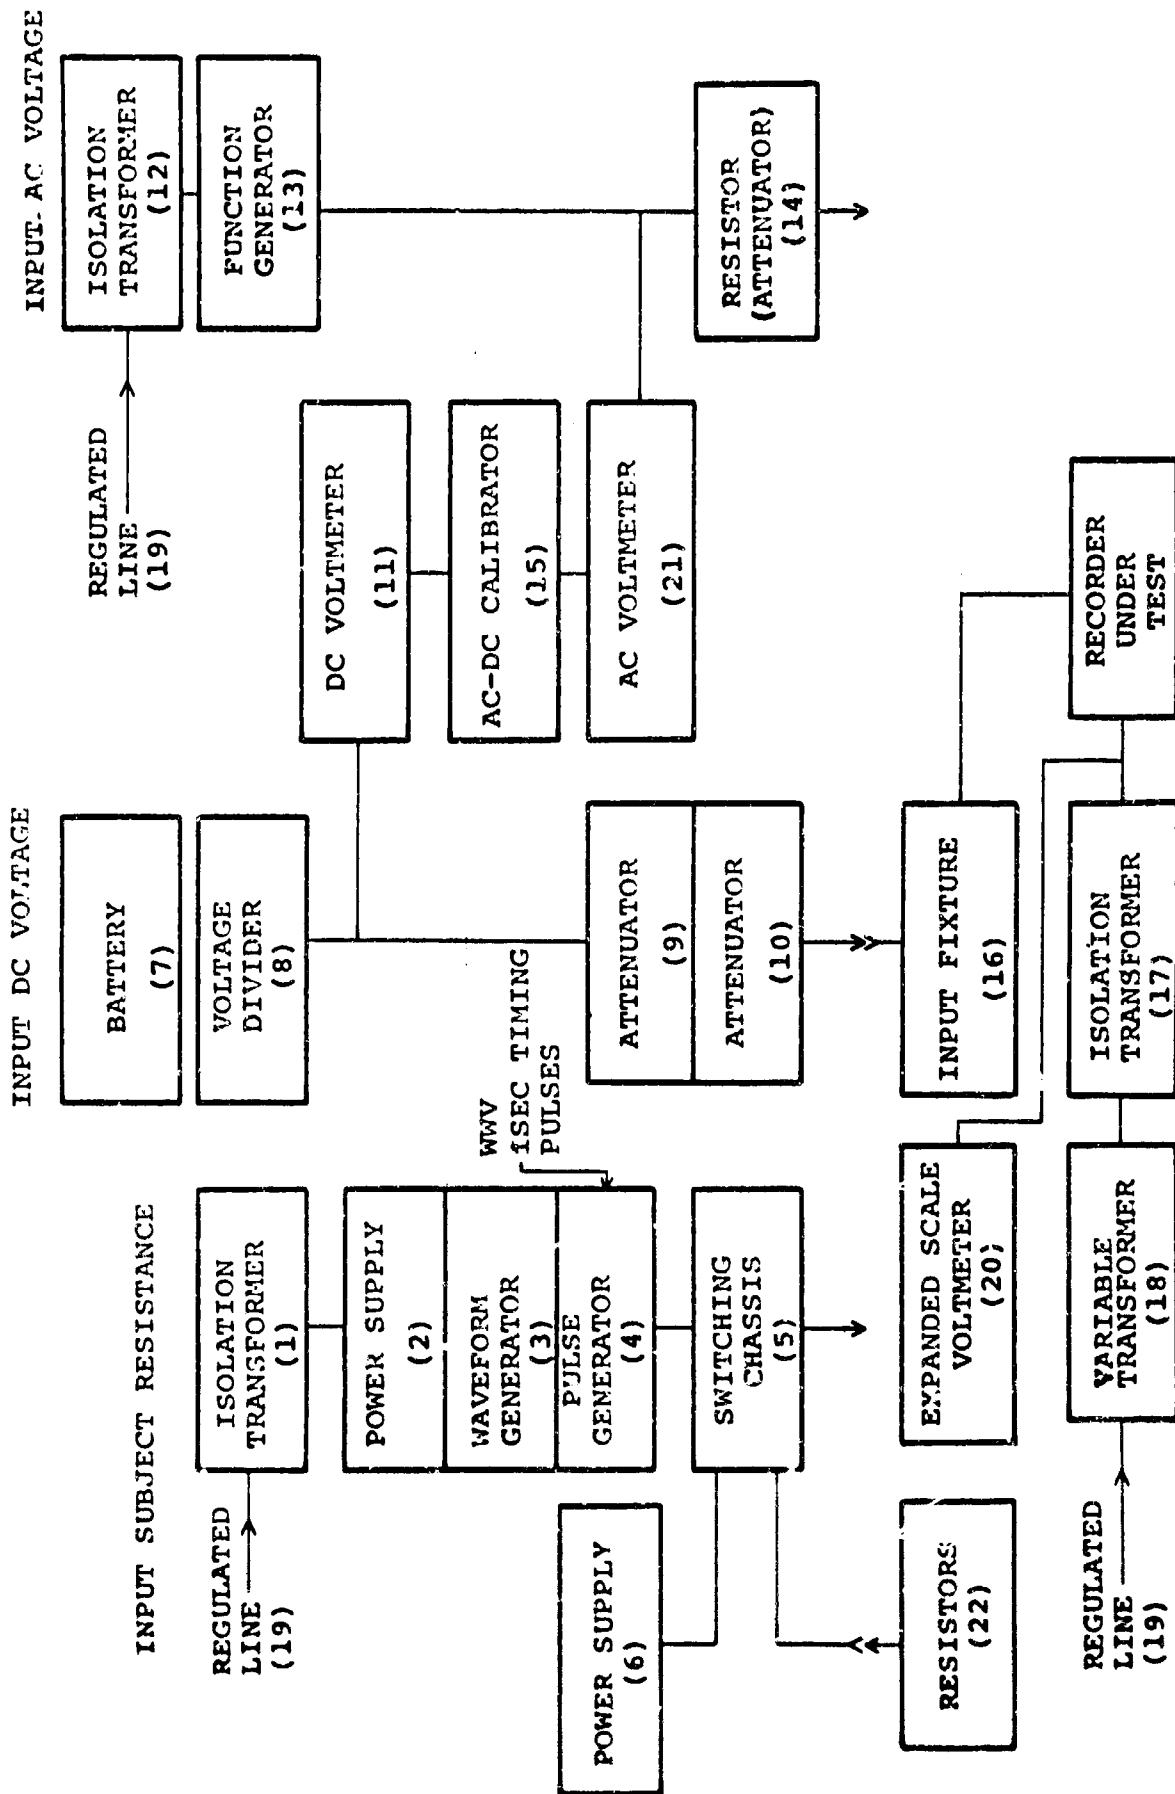 INPUT SUBJECT RESISTANCE
REGULATED
LINE
(19)
ISOLATION
TRANSFORMER
(1)
POWER SUPPLY
(2)
WAVEFORM
GENERATOR
(3)
PULSE
GENERATOR
(4)
WWV
1SEC TIMING
PULSES
SWITCHING
CHASSIS
(5)
POWER SUPPLY
(6)
RESISTORS
(22)
INPUT DC VOLTAGE
BATTERY
(7)
VOLTAGE
DIVIDER
(8)
ATTENUATOR
(9)
ATTENUATOR
(10)
INPUT-AC VOLTAGE
REGULATED
LINE
(19)
ISOLATION
TRANSFORMER
(12)
FUNCTION
GENERATOR
(13)
DC VOLTMETER
(11)
AC-DC CALIBRATOR
(15)
AC VOLTMETER
(21)
RESISTOR
(ATTENUATOR)
(14)
EXPANDED SCALE
VOLTMETER
(20)
INPUT FIXTURE
(16)
REGULATED
LINE
(19)
VARIABLE
TRANSFORMER
(18)
ISOLATION
TRANSFORMER
(17)
RECORDER
UNDER
TEST